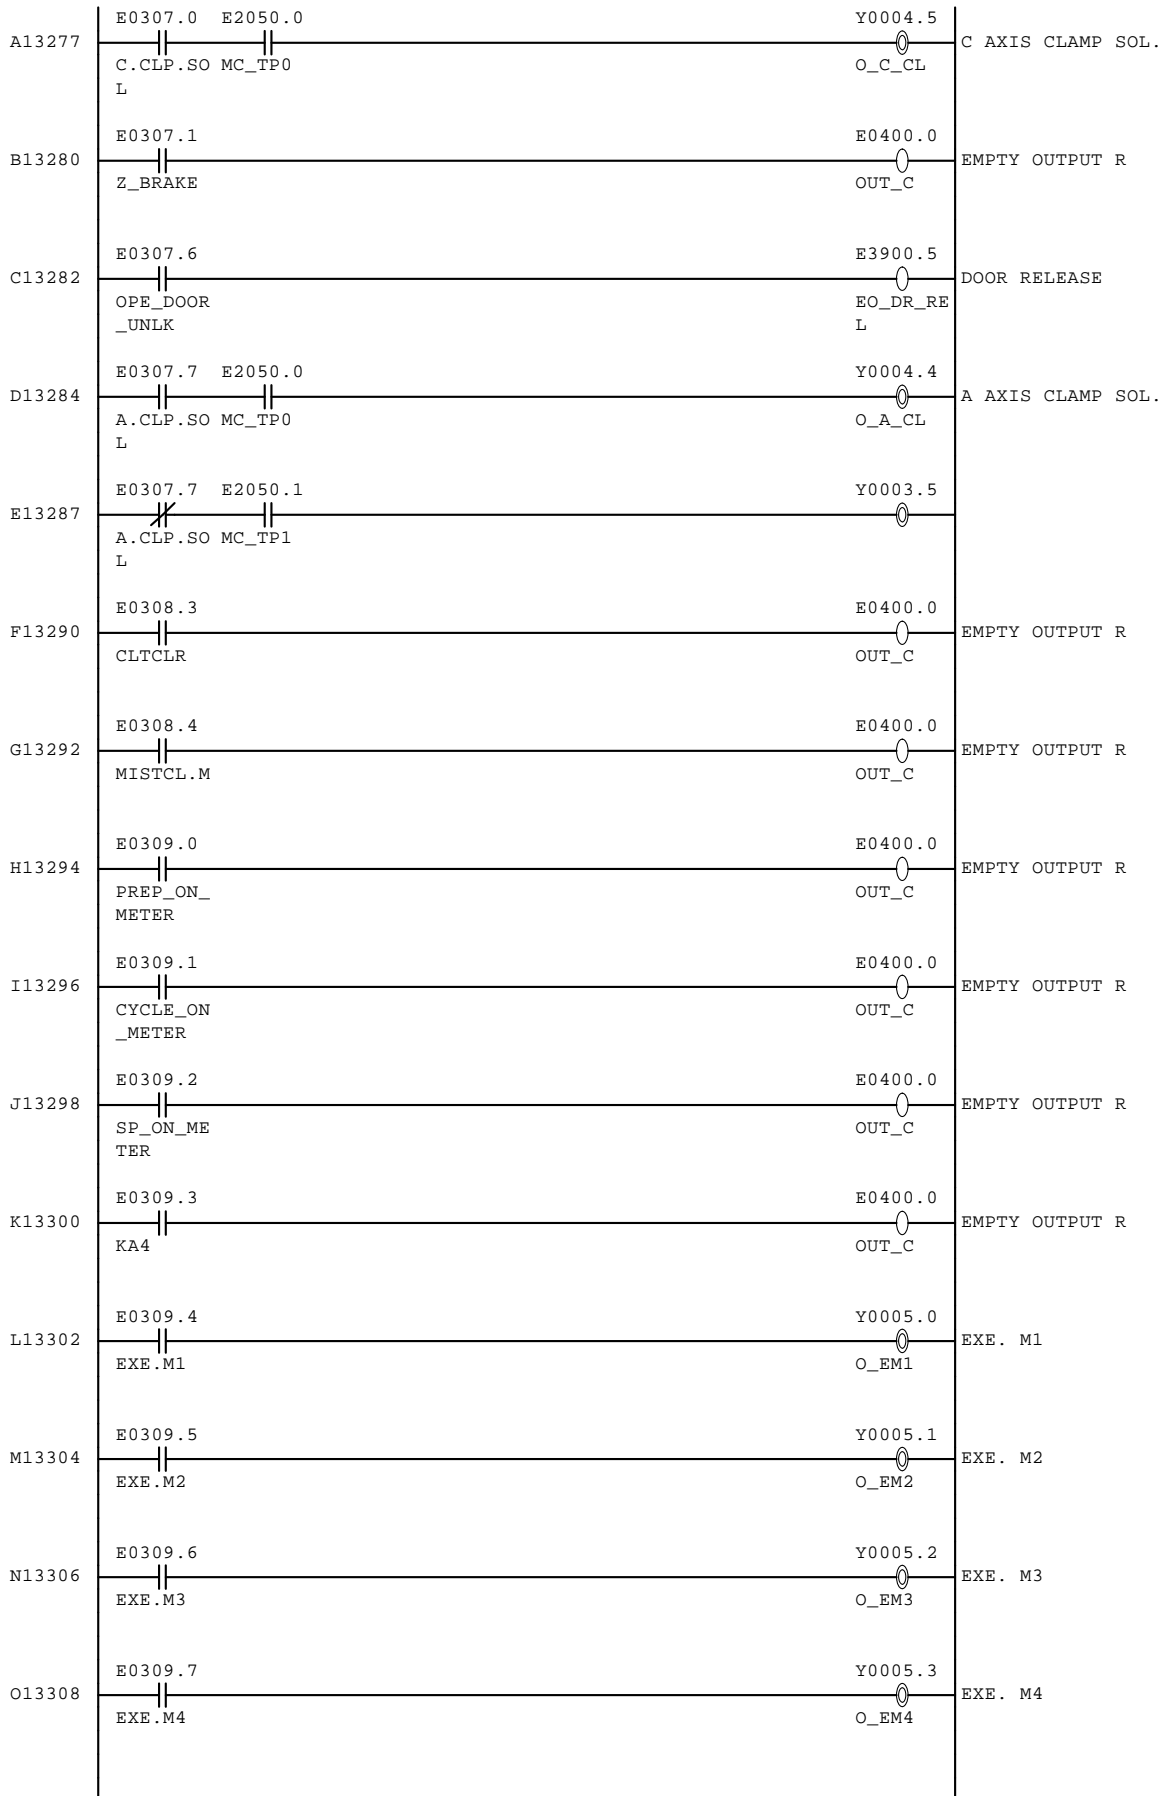 E0307.0 E2050.0 Y0004.5
A13277 C AXIS CLAMP SOL.
C.CLP.SO MC_TP0 O_C_CL
L
E0307.1 E0400.0
B13280 EMPTY OUTPUT R
Z_BRAKE OUT_C
E0307.6 E3900.5
C13282 DOOR RELEASE
OPE_DOOR EO_DR_RE
_UNLK L
E0307.7 E2050.0 Y0004.4
D13284 A AXIS CLAMP SOL.
A.CLP.SO MC_TP0 O_A_CL
L
E0307.7 E2050.1 Y0003.5
E13287
A.CLP.SO MC_TP1
L
E0308.3 E0400.0
F13290 EMPTY OUTPUT R
CLTCLR OUT_C
E0308.4 E0400.0
G13292 EMPTY OUTPUT R
MISTCL.M OUT_C
E0309.0 E0400.0
H13294 EMPTY OUTPUT R
PREP_ON_ OUT_C
METER
E0309.1 E0400.0
I13296 EMPTY OUTPUT R
CYCLE_ON OUT_C
_METER
E0309.2 E0400.0
J13298 EMPTY OUTPUT R
SP_ON_ME OUT_C
TER
E0309.3 E0400.0
K13300 EMPTY OUTPUT R
KA4 OUT_C
E0309.4 Y0005.0
L13302 EXE. M1
EXE.M1 O_EM1
E0309.5 Y0005.1
M13304 EXE. M2
EXE.M2 O_EM2
E0309.6 Y0005.2
N13306 EXE. M3
EXE.M3 O_EM3
E0309.7 Y0005.3
O13308 EXE. M4
EXE.M4 O_EM4